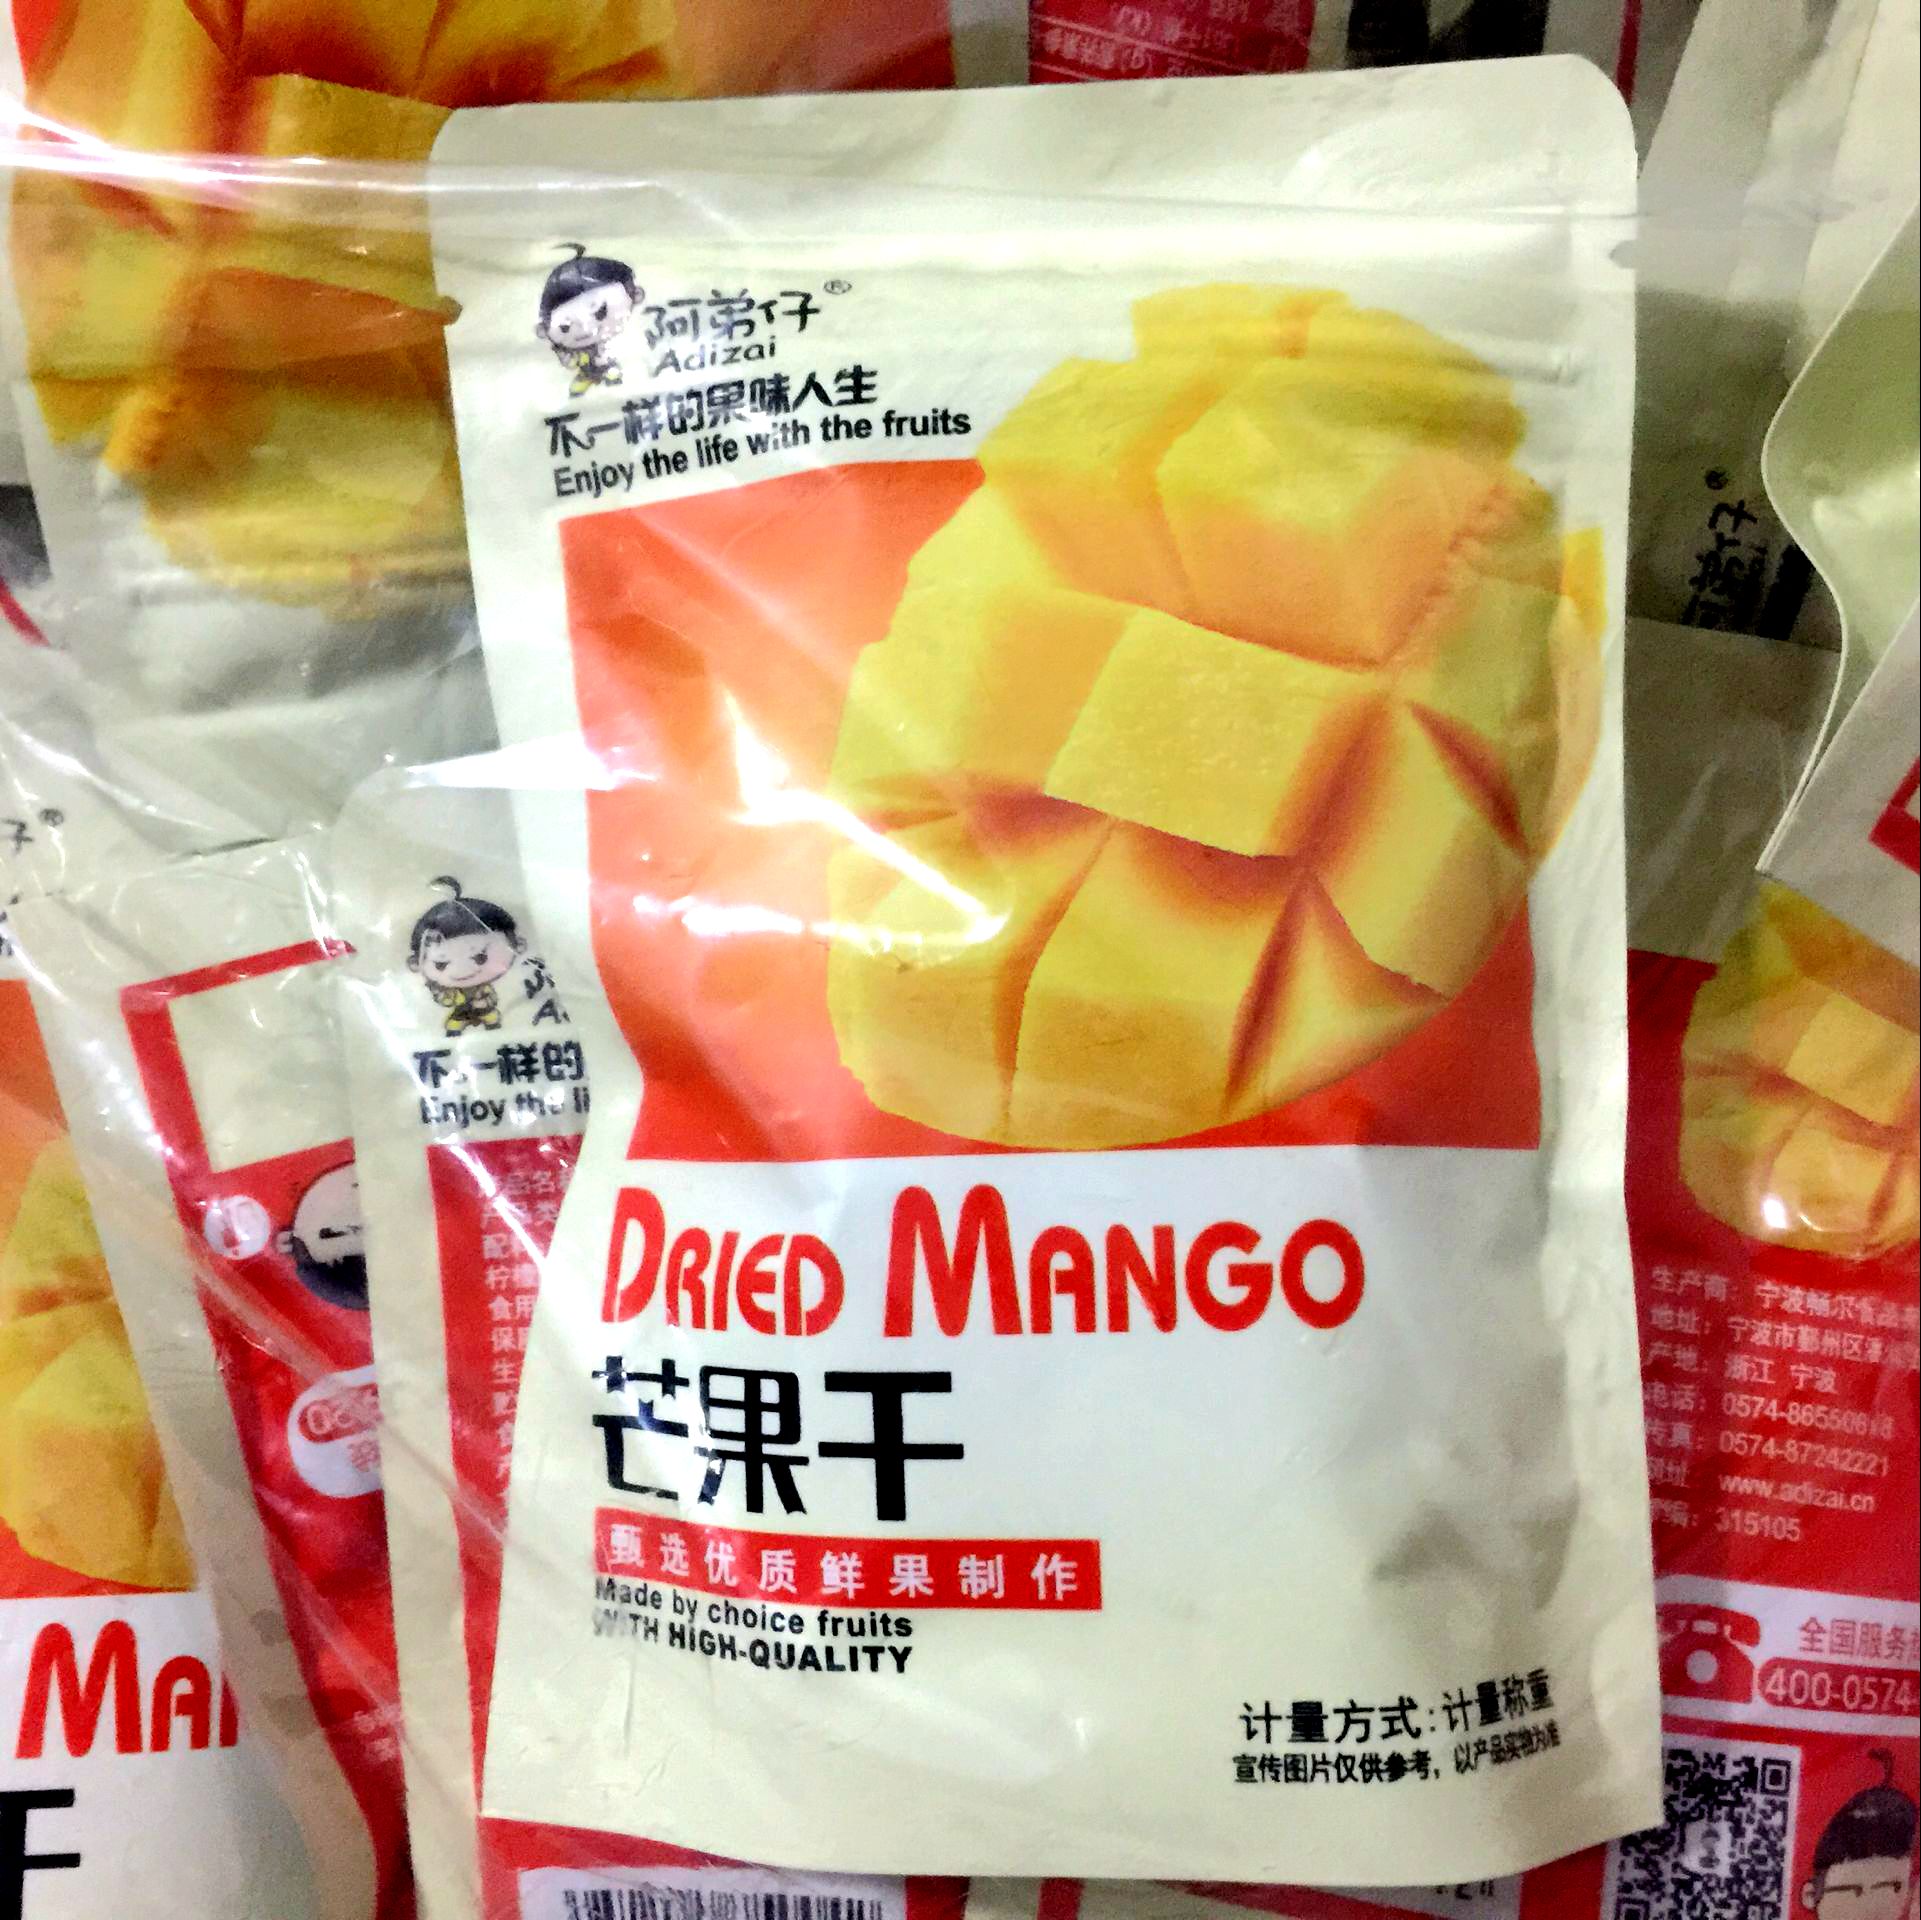 阿弟仔®
Adizai
不一样的果味人生
Enjoy the life with the fruits
DRIED MANGO
芒果干
甄选优质鲜果制作
Made by choice fruits
WITH HIGH-QUALITY
计量方式:计量称重
宣传图片仅供参考，以产品实物为准
不一样的
Enjoy the li
生产商: 宁波
地址: 宁波市鄞州区
产地: 浙江 宁波
电话: 0574-865506
传真: 0574-87242221
www.adizai.cn
315105
全国服务
400-0574
MA
干